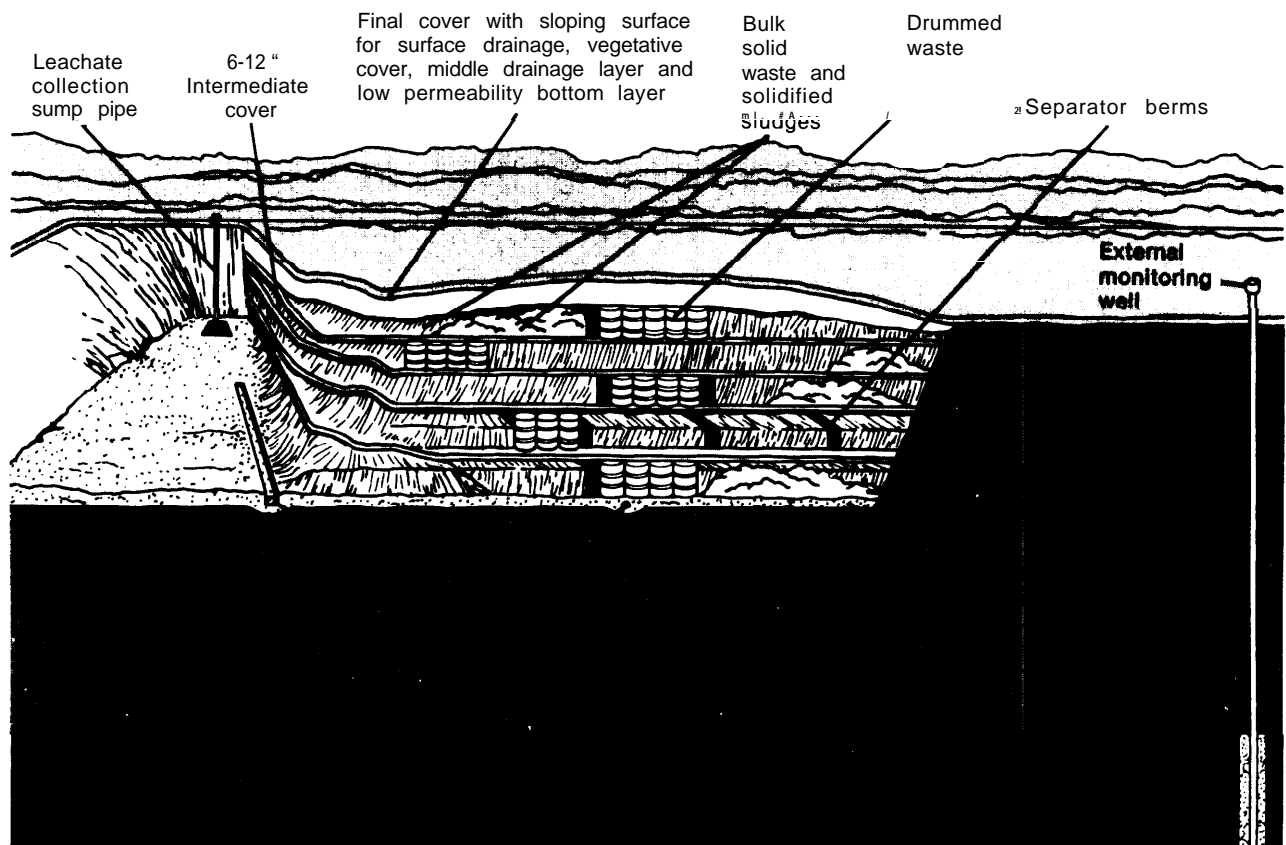 Leachate
collection
sump pipe
6-12 "
Intermediate
cover
Final cover with sloping surface
for surface drainage, vegetative
cover, middle drainage layer and
low permeability bottom layer
Bulk
solid
waste and
solidified
sludges
Drummed
waste
Separator berms
External
monitoring
well